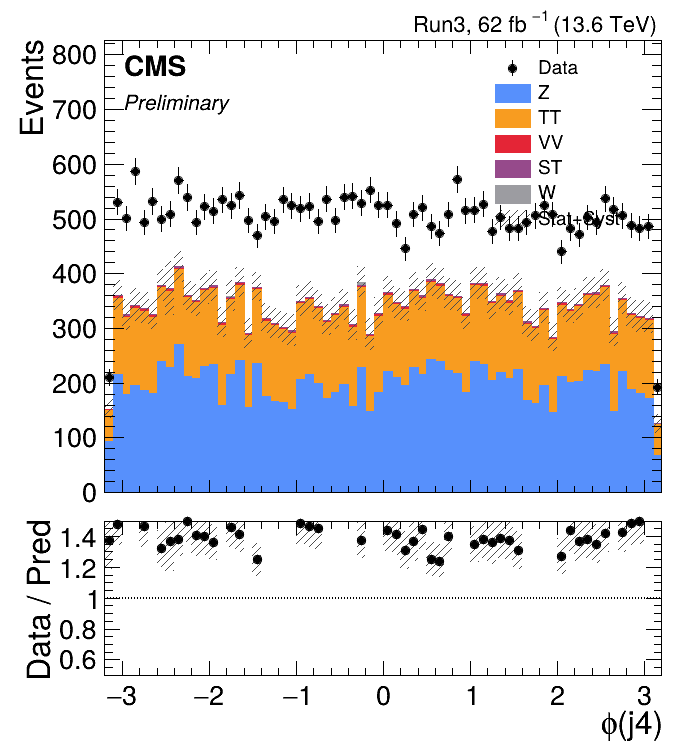 Run3, 62 fb⁻¹ (13.6 TeV)
CMS
Preliminary
Events
800
700
600
500
400
300
200
100
0
Data
Z
TT
VV
ST
W
Stat+Syst
Data / Pred
1.4
1.2
1
0.8
0.6
−3 −2 −1 0 1 2 3
ϕ(j4)